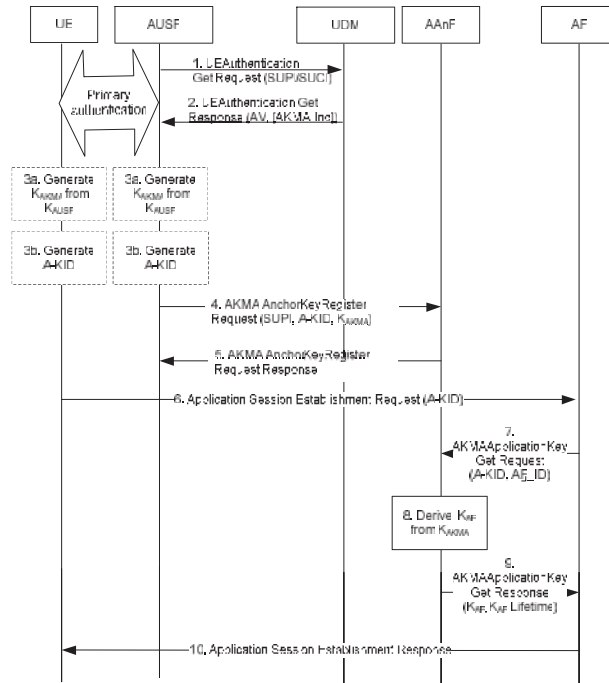 UE
AUSF
UDM
AAnF
AF
Primary
authentication
1. UEAuthentication
Get Request (SUPI/SUCI)
2. UEAuthentication Get
Response (AV, [AKMA Ind])
3a. Generate
KAKMA from
KAUSF
3a. Generate
KAKMA from
KAUSF
3b. Generate
A-KID
3b. Generate
A-KID
4. AKMA AnchorKeyRegister
Request (SUPI, A-KID, KAKMA)
5. AKMA AnchorKeyRegister
Request Response
6. Application Session Establishment Request (A-KID)
7.
AKMAApplicationKey
Get Request
(A-KID, AF_ID)
8. Derive KAF
from KAKMA
9.
AKMAApplicationKey
Get Response
(KAF, KAF Lifetime)
10. Application Session Establishment Response